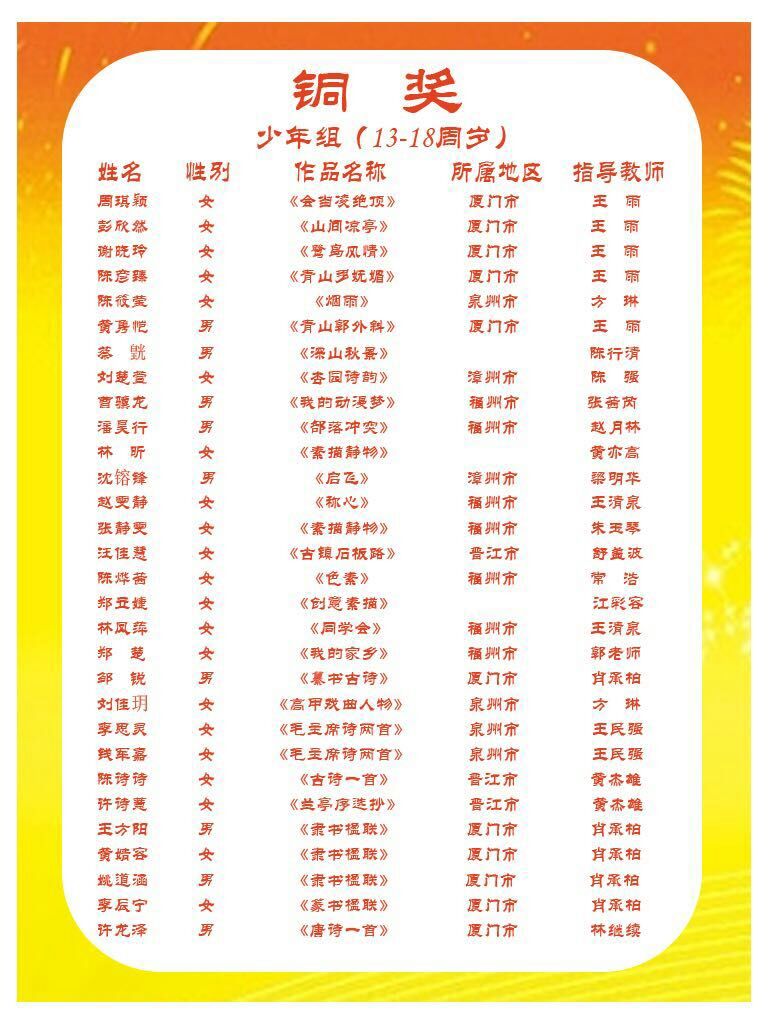 铜 奖
少年组（13-18周岁）
姓名 性别 作品名称 所属地区 指导教师
周琪颖 女 《会当凌绝顶》 厦门市 王 雨
彭欣然 女 《山间凉亭》 厦门市 王 雨
谢晓玲 女 《鹭岛风情》 厦门市 王 雨
陈彦臻 女 《青山多妩媚》 厦门市 王 雨
陈筱莹 女 《烟雨》 泉州市 方 琳
黄房恺 男 《青山郭外斜》 厦门市 王 雨
蔡 男 《深山秋景》 陈行清
刘楚萱 女 《杏园诗韵》 漳州市 陈 强
曹骥龙 男 《我的动漫梦》 福州市 张茜芮
潘昊行 男 《部落冲突》 福州市 赵月林
林 昕 女 《素描静物》 黄亦高
沈镕锋 男 《启飞》 漳州市 梁明华
赵雯静 女 《称心》 福州市 王清泉
张静雯 女 《素描静物》 福州市 朱玉琴
汪佳慧 女 《古镇石板路》 晋江市 舒盖波
陈烨茜 女 《色素》 福州市 常 浩
郑立婕 女 《创意素描》 江彩容
林凤萍 女 《同学会》 福州市 王清泉
郑 楚 女 《我的家乡》 福州市 郭老师
邹 锐 男 《篆书古诗》 厦门市 肖承柏
刘佳玥 女 《高甲戏曲人物》 泉州市 方 琳
李思灵 女 《毛主席诗两首》 泉州市 王民强
钱军嘉 女 《毛主席诗两首》 泉州市 王民强
陈诗诗 女 《古诗一首》 晋江市 黄杰雄
许诗蕙 女 《兰亭序选抄》 晋江市 黄杰雄
王方阳 男 《隶书楹联》 厦门市 肖承柏
黄婧容 女 《隶书楹联》 厦门市 肖承柏
姚道涵 男 《隶书楹联》 厦门市 肖承柏
李辰宁 女 《篆书楹联》 厦门市 肖承柏
许龙泽 男 《唐诗一首》 厦门市 林继续